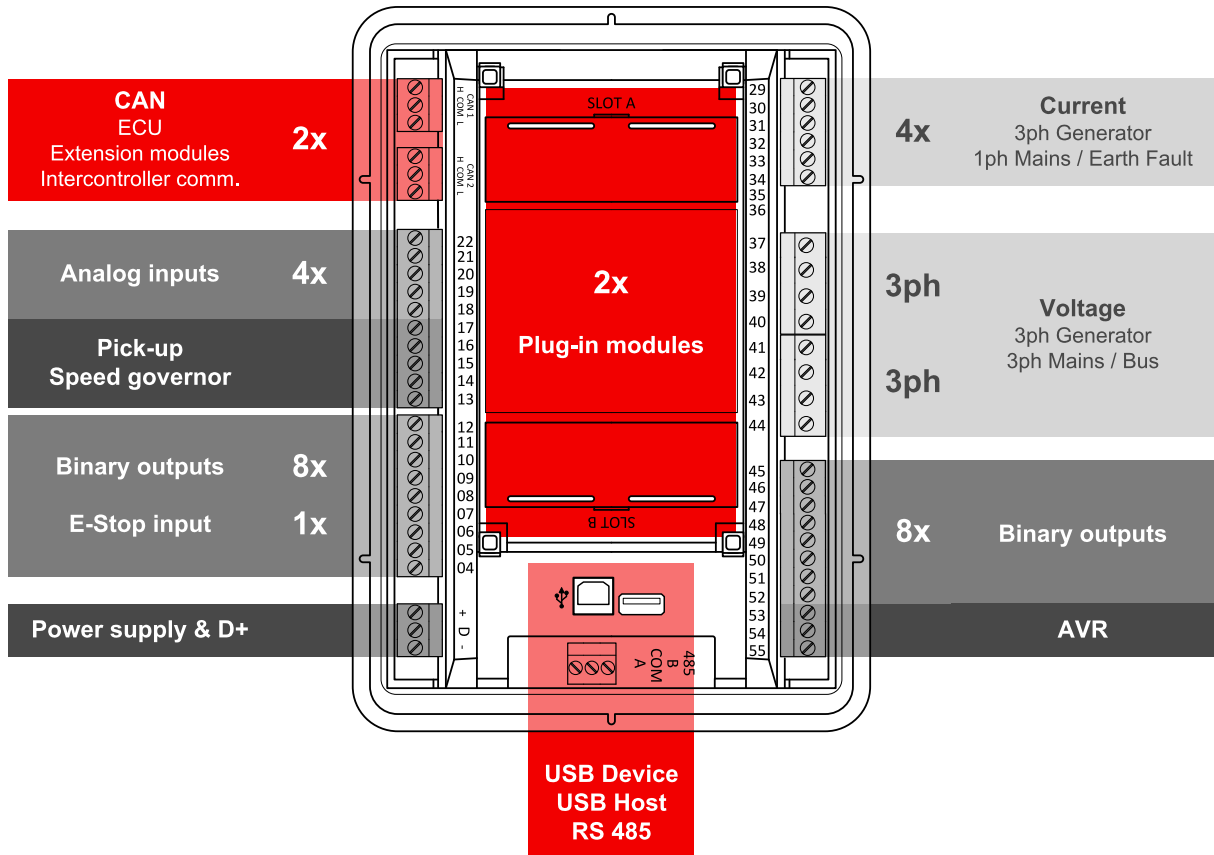 CAN
ECU
Extension modules
Intercontroller comm.
2x
Analog inputs
4x
Pick-up
Speed governor
Binary outputs
8x
E-Stop input
1x
Power supply & D+
H COM L
CAN 1
H COM L
CAN 2
22
21
20
19
18
17
16
15
14
13
12
11
10
09
08
07
06
05
04
+
D
-
SLOT A
2x
Plug-in modules
SLOT B
485
B
COM
A
USB Device
USB Host
RS 485
29
30
31
32
33
34
35
36
37
38
39
40
41
42
43
44
45
46
47
48
49
50
51
52
53
54
55
4x
Current
3ph Generator
1ph Mains / Earth Fault
3ph
3ph
Voltage
3ph Generator
3ph Mains / Bus
8x
Binary outputs
AVR